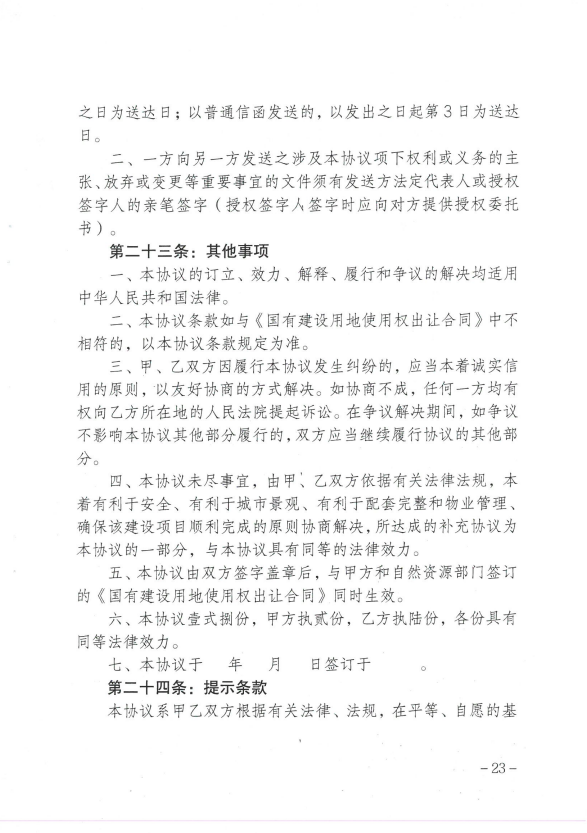 之日为送达日；以普通信函发送的，以发出之日起第3日为送达
日。
二、一方向另一方发送之涉及本协议项下权利或义务的主
张、放弃或变更等重要事宜的文件须有发送方法定代表人或授权
签字人的亲笔签字（授权签字人签字时应向对方提供授权委托
书）。
第二十三条：其他事项
一、本协议的订立、效力、解释、履行和争议的解决均适用
中华人民共和国法律。
二、本协议条款如与《国有建设用地使用权出让合同》中不
相符的，以本协议条款规定为准。
三、甲、乙双方因履行本协议发生纠纷的，应当本着诚实信
用的原则，以友好协商的方式解决。如协商不成，任何一方均有
权向乙方所在地的人民法院提起诉讼。在争议解决期间，如争议
不影响本协议其他部分履行的，双方应当继续履行协议的其他部
分。
四、本协议未尽事宜，由甲、乙双方依据有关法律法规，本
着有利于安全、有利于城市景观、有利于配套完整和物业管理、
确保该建设项目顺利完成的原则协商解决，所达成的补充协议为
本协议的一部分，与本协议具有同等的法律效力。
五、本协议由双方签字盖章后，与甲方和自然资源部门签订
的《国有建设用地使用权出让合同》同时生效。
六、本协议壹式捌份，甲方执贰份，乙方执陆份，各份具有
同等法律效力。
七、本协议于 年 月 日签订于 。
第二十四条：提示条款
本协议系甲乙双方根据有关法律、法规，在平等、自愿的基
-23-